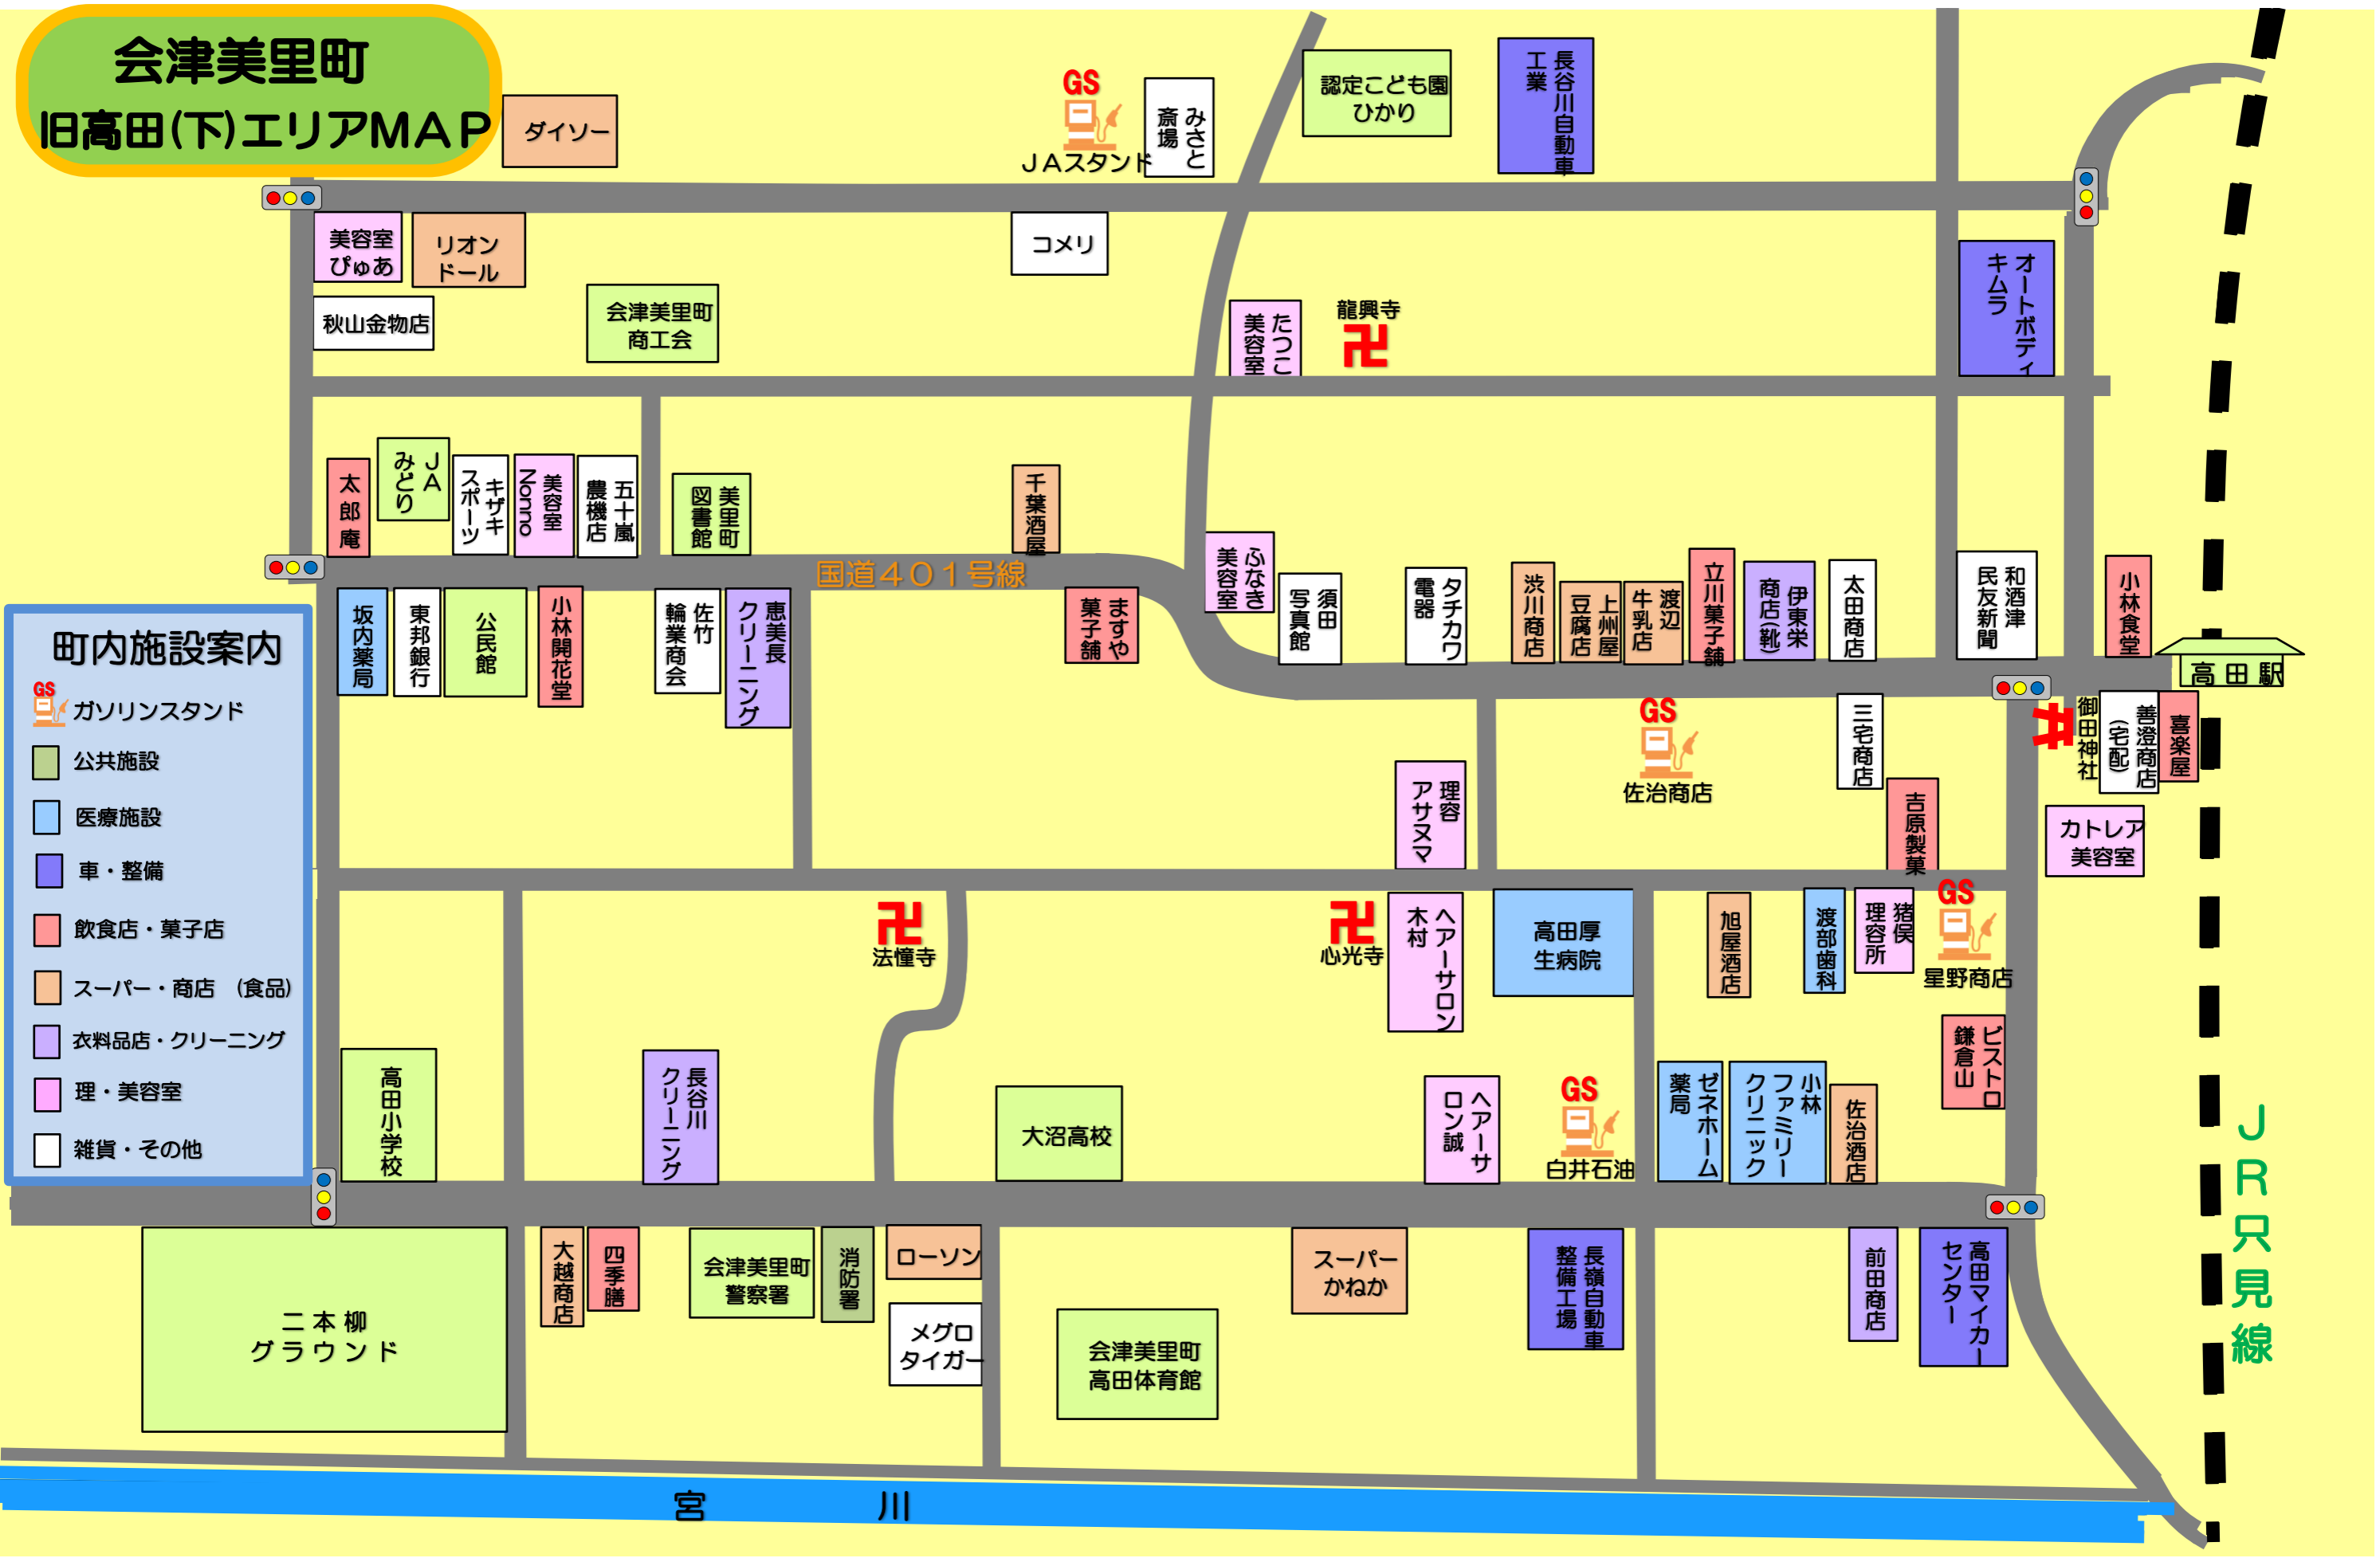 会津美里町
旧高田(下)エリアMAP
ダイソー
GS
JAスタンド
みさと
斎場
認定こども園
ひかり
長谷川自動車
工業
美容室
ぴゅあ
リオン
ドール
コメリ
秋山金物店
会津美里町
商工会
たつこ
美容室
龍興寺
卍
オートボディ
キムラ
太郎庵
JA
みどり
キザキ
スポーツ
美容室
Nonno
五十嵐
農機店
美里町
図書館
千葉酒屋
国道401号線
ふなき
美容室
須田
写真館
タチカワ
電器
渋川商店
上州屋
豆腐店
渡辺
牛乳店
立川菓子舗
伊東栄
商店(靴)
太田商店
和酒津
民友新聞
小林食堂
高田駅
坂内薬局
東邦銀行
公民館
小林開花堂
佐竹
輪業商会
恵美長
クリーニング
ますや
菓子舗
GS
佐治商店
三宅商店
御田神社
善澄商店
(宅配)
喜楽屋
理容
アサヌマ
吉原製菓
カトレア
美容室
町内施設案内
GS
ガソリンスタンド
公共施設
医療施設
車・整備
飲食店・菓子店
スーパー・商店 (食品)
衣料品店・クリーニング
理・美容室
雑貨・その他
卍
法憧寺
卍
心光寺
ヘアーサロン
木村
高田厚
生病院
旭屋酒店
渡部歯科
猪俣
理容所
GS
星野商店
ビストロ
鎌倉山
高田小学校
長谷川
クリーニング
大沼高校
ヘアーサ
ロン誠
GS
白井石油
ゼネホーム
薬局
小林
ファミリー
クリニック
佐治酒店
JR只見線
二本柳
グラウンド
大越商店
四季膳
会津美里町
警察署
消防署
ローソン
メグロ
タイガー
会津美里町
高田体育館
スーパー
かねか
長嶺自動車
整備工場
前田商店
高田マイカー
センター
宮川